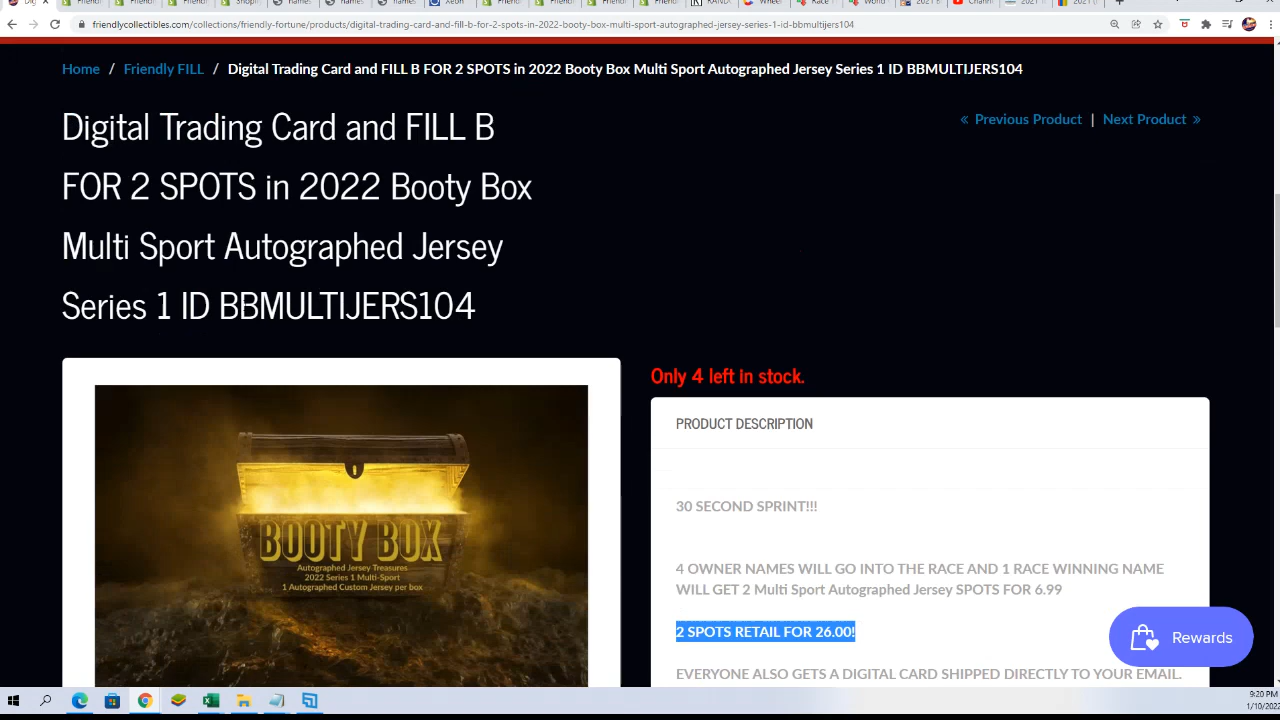 friendlycollectibles.com/collections/friendly-fortune/products/digital-trading-card-and-fill-b-for-2-spots-in-2022-booty-box-multi-sport-autographed-jersey-series-1-id-bbmultijers104
Home / Friendly FILL / Digital Trading Card and FILL B FOR 2 SPOTS in 2022 Booty Box Multi Sport Autographed Jersey Series 1 ID BBMULTIJERS104
« Previous Product | Next Product »
Digital Trading Card and FILL B
FOR 2 SPOTS in 2022 Booty Box
Multi Sport Autographed Jersey
Series 1 ID BBMULTIJERS104
BOOTY BOX
Autographed Jersey Treasures
2022 Series 1 Multi-Sport
1 Autographed Custom Jersey per box
Only 4 left in stock.
PRODUCT DESCRIPTION
30 SECOND SPRINT!!!
4 OWNER NAMES WILL GO INTO THE RACE AND 1 RACE WINNING NAME
WILL GET 2 Multi Sport Autographed Jersey SPOTS FOR 6.99
2 SPOTS RETAIL FOR 26.00!
EVERYONE ALSO GETS A DIGITAL CARD SHIPPED DIRECTLY TO YOUR EMAIL.
Rewards
9:20 PM